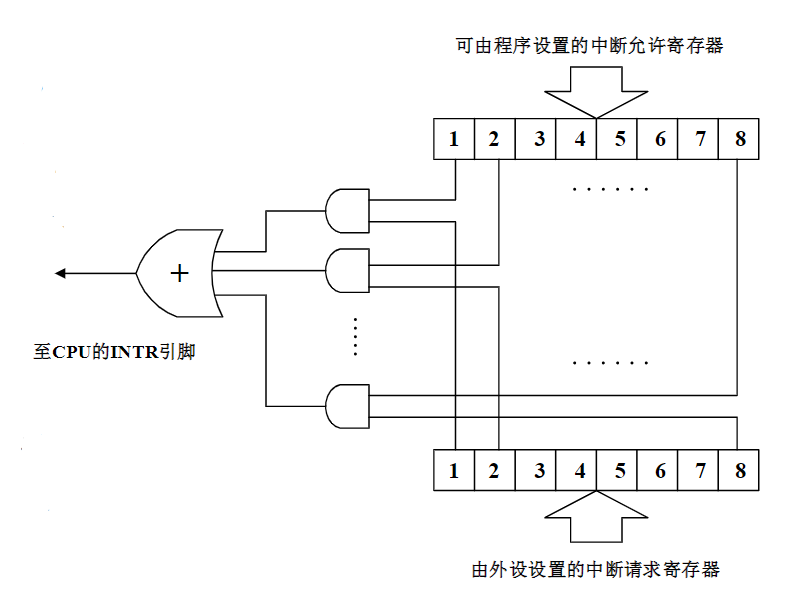 可由程序设置的中断允许寄存器
1 2 3 4 5 6 7 8
······
+
至CPU的INTR引脚
······
1 2 3 4 5 6 7 8
由外设设置的中断请求寄存器